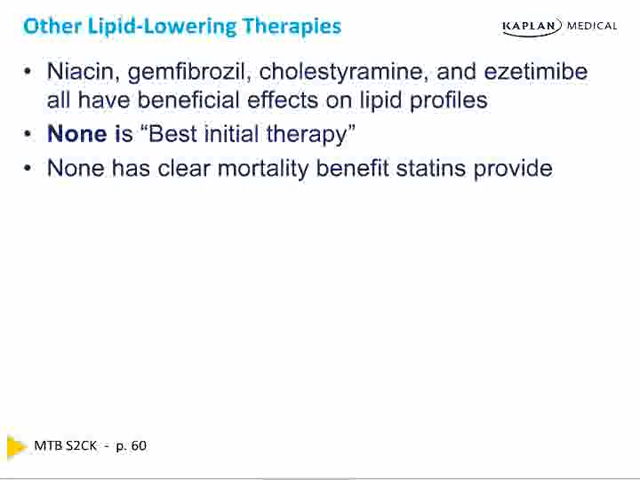 Other Lipid-Lowering Therapies
KAPLAN MEDICAL
• Niacin, gemfibrozil, cholestyramine, and ezetimibe
all have beneficial effects on lipid profiles
• None is “Best initial therapy”
• None has clear mortality benefit statins provide
MTB S2CK - p. 60